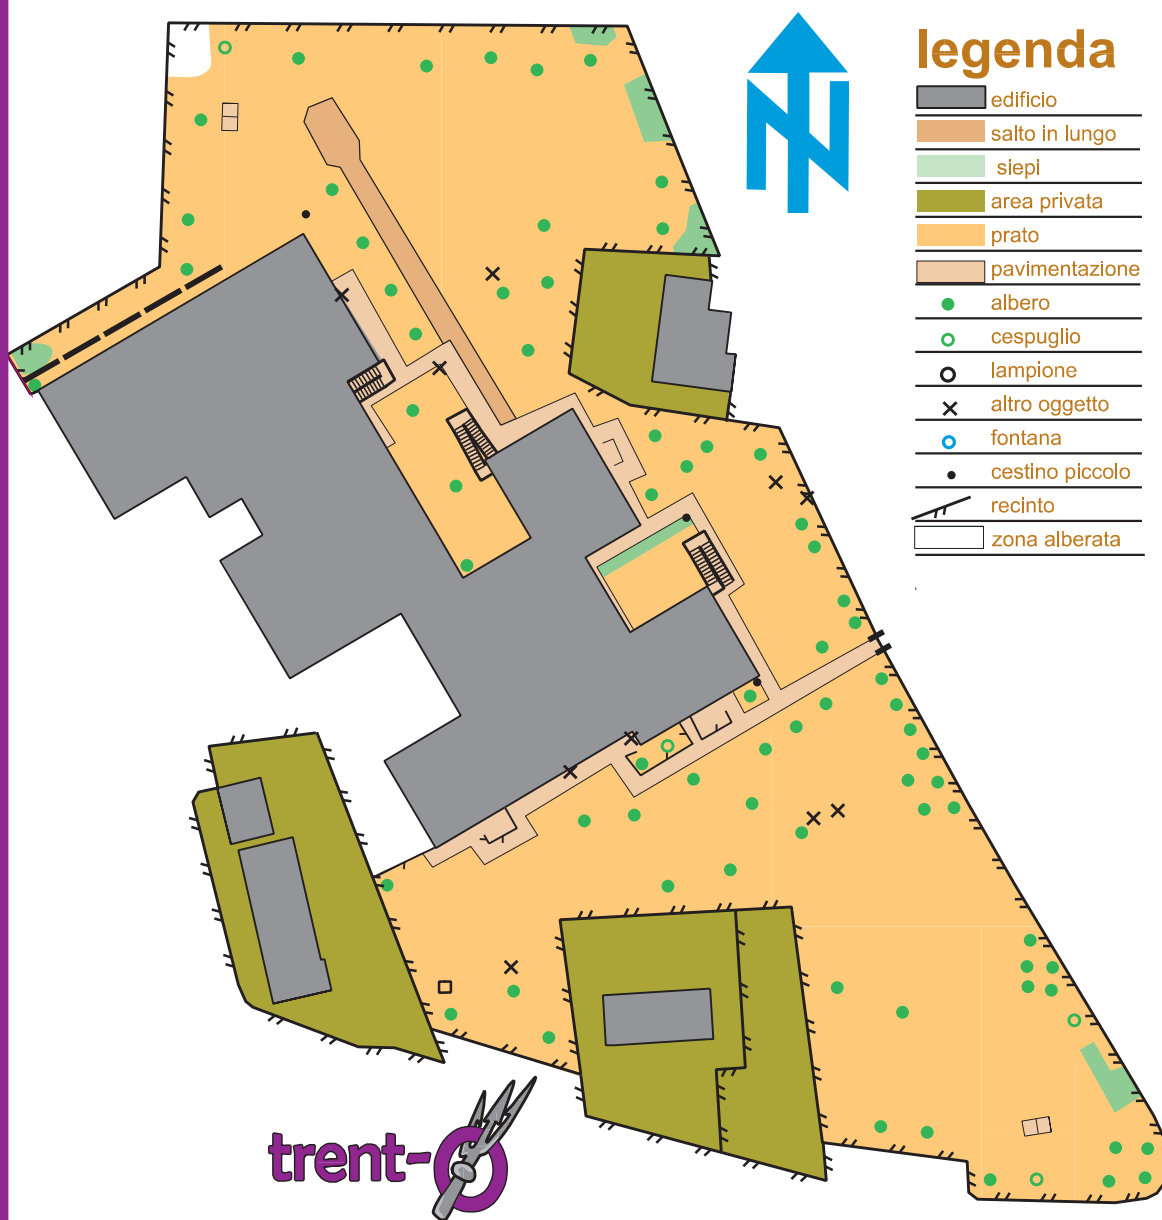 legenda
edificio
salto in lungo
siepi
area privata
prato
pavimentazione
albero
cespuglio
lampione
altro oggetto
fontana
cestino piccolo
recinto
zona alberata
trent-O